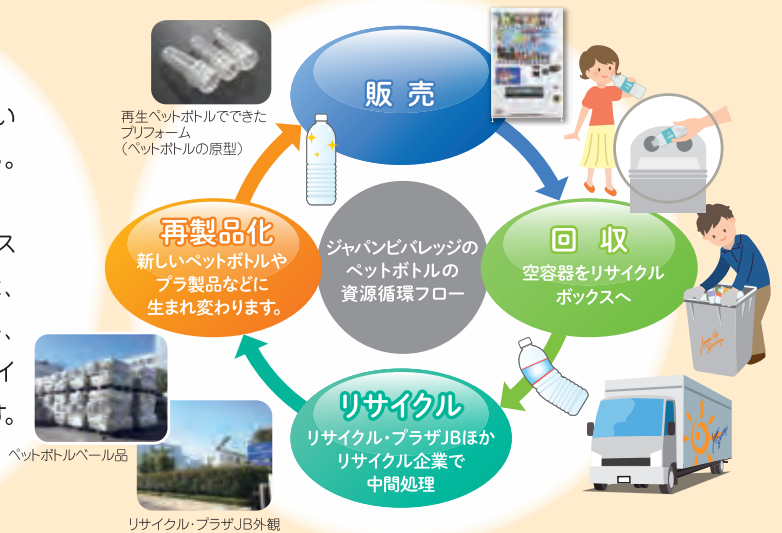 い
。
ス
、
、
イ
す。
再生ペットボトルでできた
プリフォーム
（ペットボトルの原型）
販 売
回 収
空容器をリサイクル
ボックスへ
リサイクル
リサイクル・プラザJBほか
リサイクル企業で
中間処理
再製品化
新しいペットボトルや
プラ製品などに
生まれ変わります。
ジャパンビバレッジの
ペットボトルの
資源循環フロー
ペットボトルベール品
リサイクル・プラザJB外観